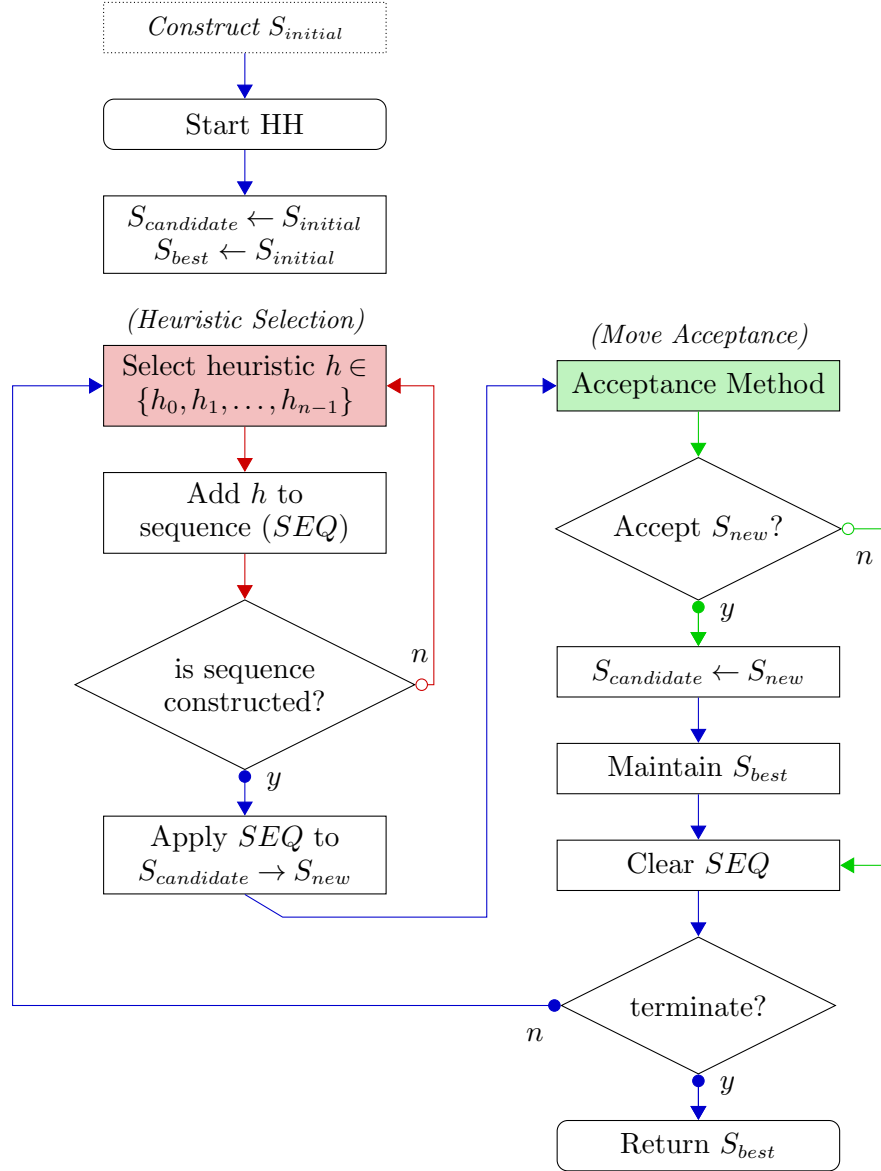 Construct S_initial
Start HH
S_candidate ← S_initial
S_best ← S_initial
(Heuristic Selection)
Select heuristic h ∈
{h_0, h_1, . . . , h_{n−1}}
Add h to
sequence (SEQ)
is sequence
constructed?
n
y
Apply SEQ to
S_candidate → S_new
(Move Acceptance)
Acceptance Method
Accept S_new?
n
y
S_candidate ← S_new
Maintain S_best
Clear SEQ
terminate?
n
y
Return S_best